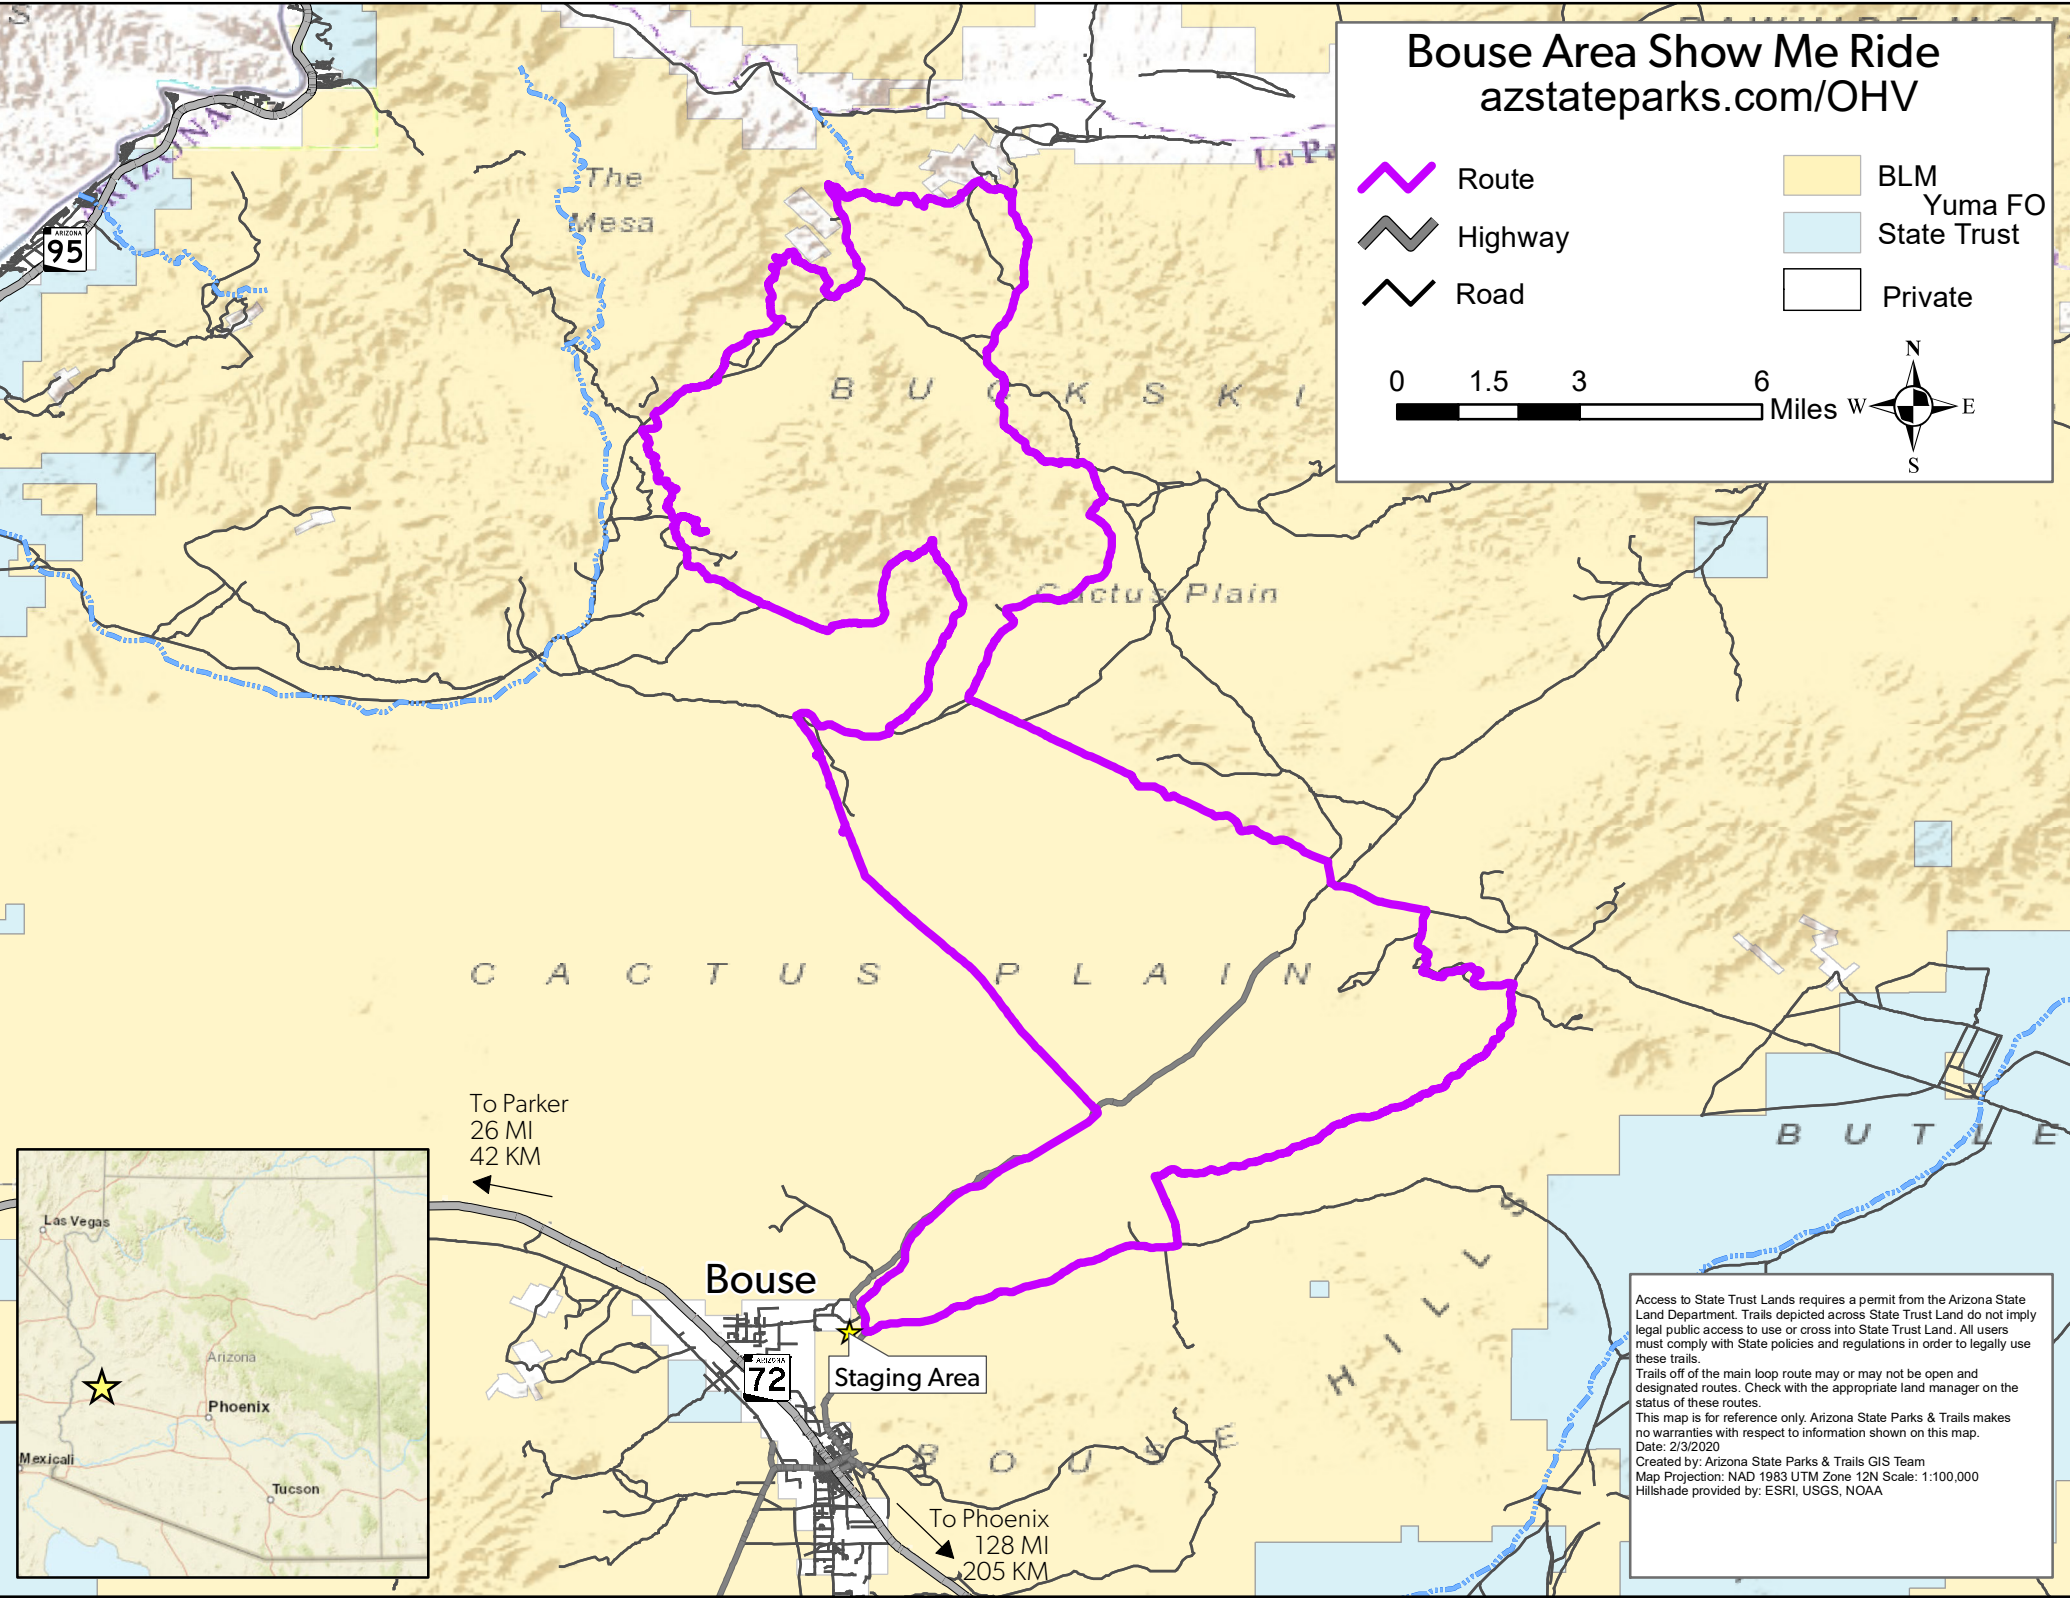 Bouse Area Show Me Ride
azstateparks.com/OHV
Route
Highway
Road
BLM
Yuma FO
State Trust
Private
0 1.5 3 6
Miles
N
W E
S
ARIZONA
95
ARIZONA
The
Mesa
La Pa
B U C K S K I
Cactus Plain
C A C T U S P L A I N
B U T L E
To Parker
26 MI
42 KM
Las Vegas
Arizona
Phoenix
Mexicali
Tucson
Bouse
ARIZONA
72
Staging Area
B O U S E
H I L L S
To Phoenix
128 MI
205 KM
Access to State Trust Lands requires a permit from the Arizona State
Land Department. Trails depicted across State Trust Land do not imply
legal public access to use or cross into State Trust Land. All users
must comply with State policies and regulations in order to legally use
these trails.
Trails off of the main loop route may or may not be open and
designated routes. Check with the appropriate land manager on the
status of these routes.
This map is for reference only. Arizona State Parks & Trails makes
no warranties with respect to information shown on this map.
Date: 2/3/2020
Created by: Arizona State Parks & Trails GIS Team
Map Projection: NAD 1983 UTM Zone 12N Scale: 1:100,000
Hillshade provided by: ESRI, USGS, NOAA